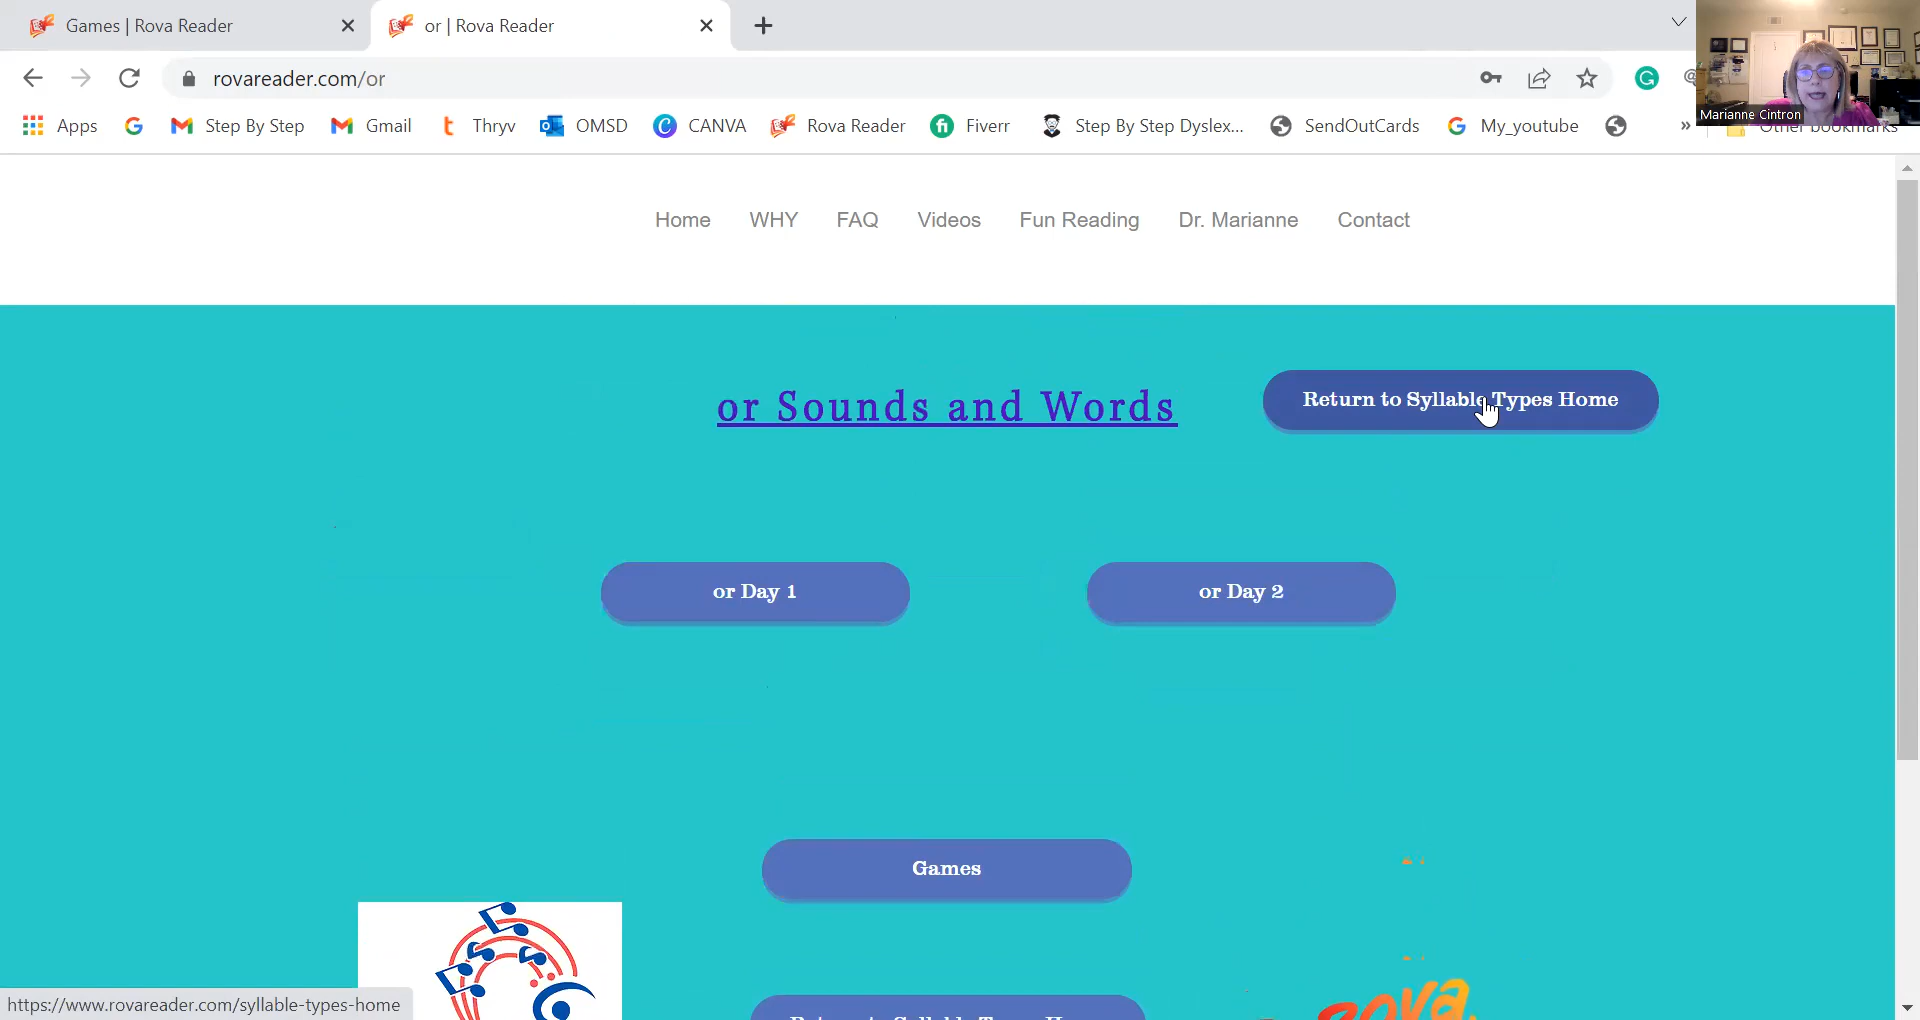 Games | Rova Reader
or | Rova Reader
rovareader.com/or
Apps
Step By Step
Gmail
Thryv
OMSD
CANVA
Rova Reader
Fiverr
Step By Step Dyslex...
SendOutCards
My_youtube
»
Other bookmarks
Marianne Cintron
Home WHY FAQ Videos Fun Reading Dr. Marianne Contact
or Sounds and Words
Return to Syllable Types Home
or Day 1
or Day 2
Games
Rova
https://www.rovareader.com/syllable-types-home